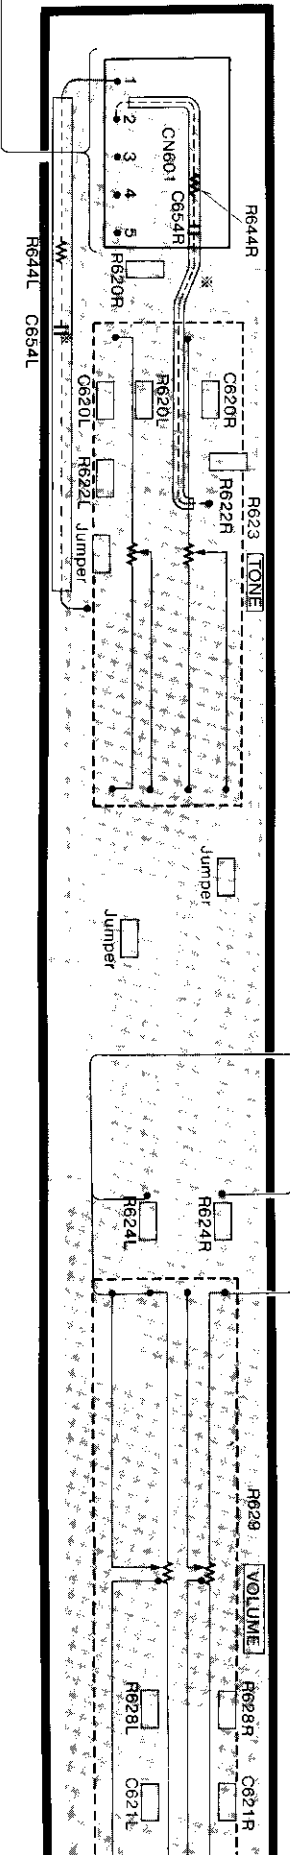 1
2
3
4
5
CN601
C654R
R644R
※
R620R
R644L
C654L
※
C620L
R620L
C620R
R622L
R622R
R623
TONE
Jumper
Jumper
Jumper
R624L
R624R
R629
VOLUME
R628L
R628R
C621L
C621R